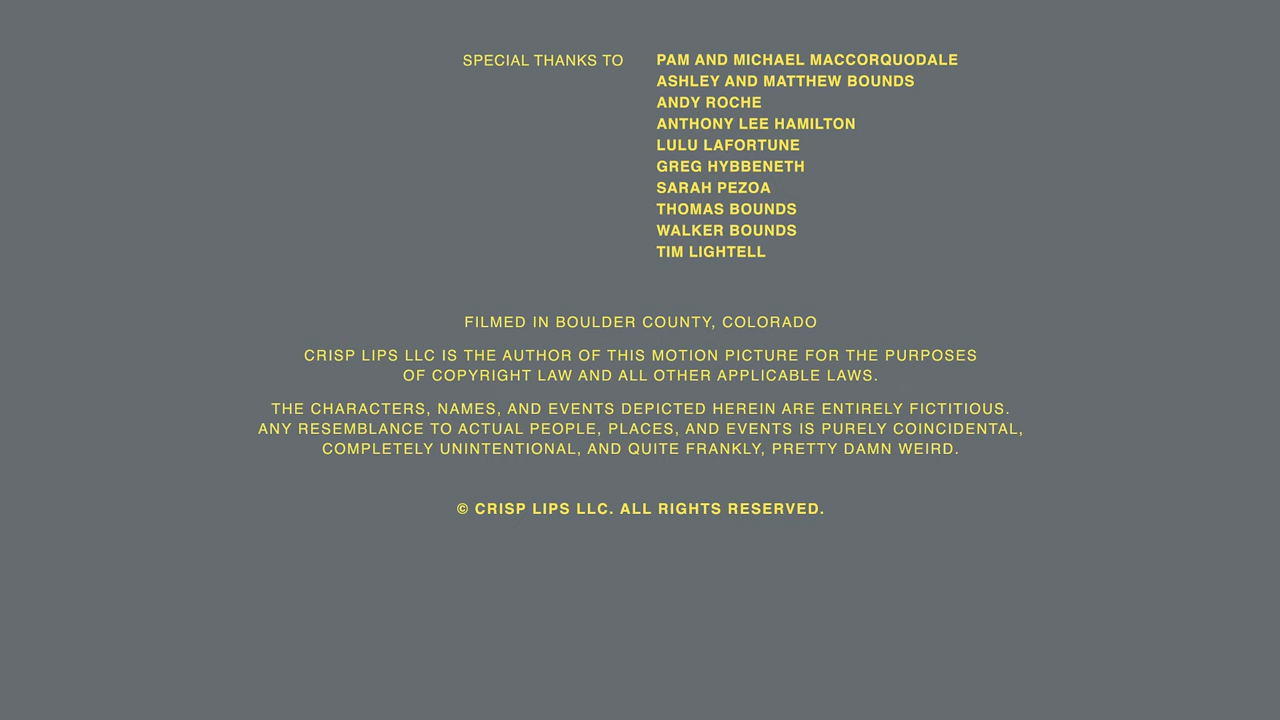 SPECIAL THANKS TO PAM AND MICHAEL MACCORQUODALE
ASHLEY AND MATTHEW BOUNDS
ANDY ROCHE
ANTHONY LEE HAMILTON
LULU LAFORTUNE
GREG HYBBENETH
SARAH PEZOA
THOMAS BOUNDS
WALKER BOUNDS
TIM LIGHTELL
FILMED IN BOULDER COUNTY, COLORADO
CRISP LIPS LLC IS THE AUTHOR OF THIS MOTION PICTURE FOR THE PURPOSES
OF COPYRIGHT LAW AND ALL OTHER APPLICABLE LAWS.
THE CHARACTERS, NAMES, AND EVENTS DEPICTED HEREIN ARE ENTIRELY FICTITIOUS.
ANY RESEMBLANCE TO ACTUAL PEOPLE, PLACES, AND EVENTS IS PURELY COINCIDENTAL,
COMPLETELY UNINTENTIONAL, AND QUITE FRANKLY, PRETTY DAMN WEIRD.
© CRISP LIPS LLC. ALL RIGHTS RESERVED.